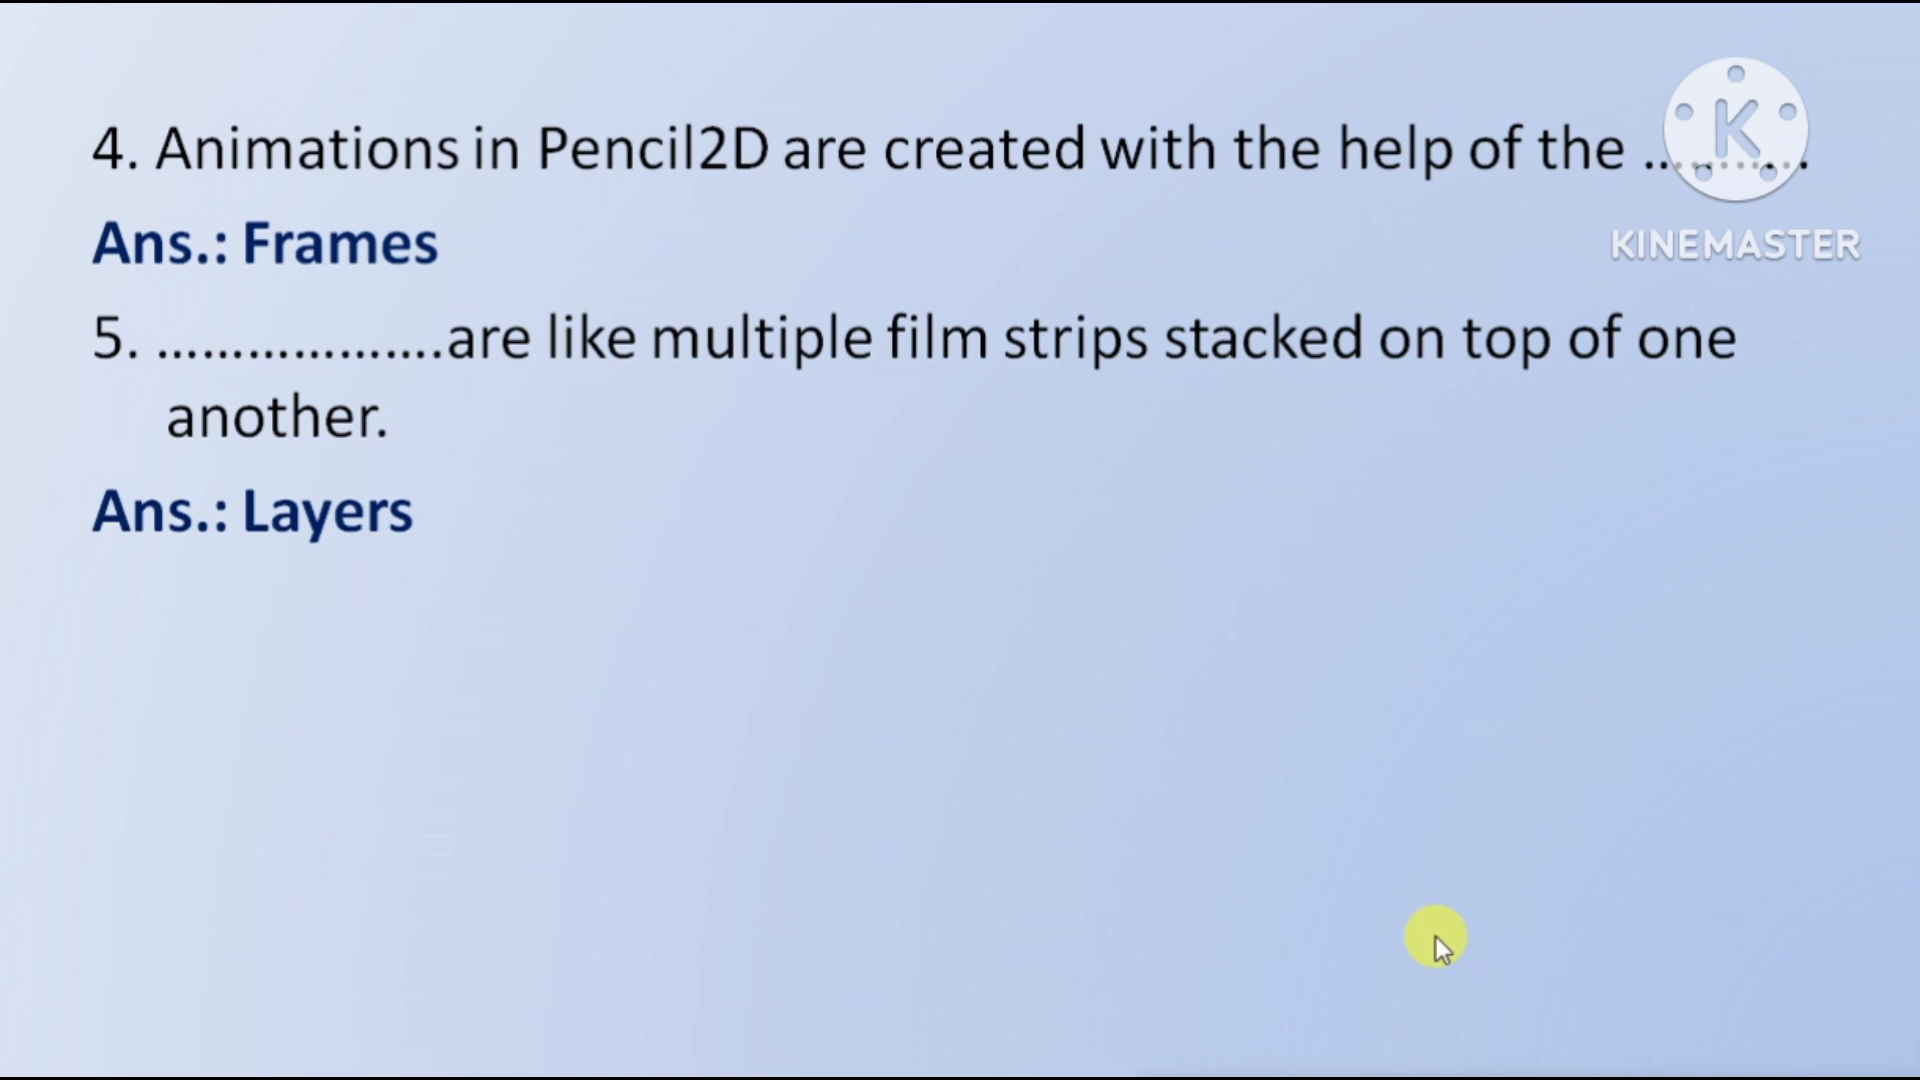 4. Animations in Pencil2D are created with the help of the ...........
Ans.: Frames
5. ………………..are like multiple film strips stacked on top of one
another.
Ans.: Layers
K
KINEMASTER